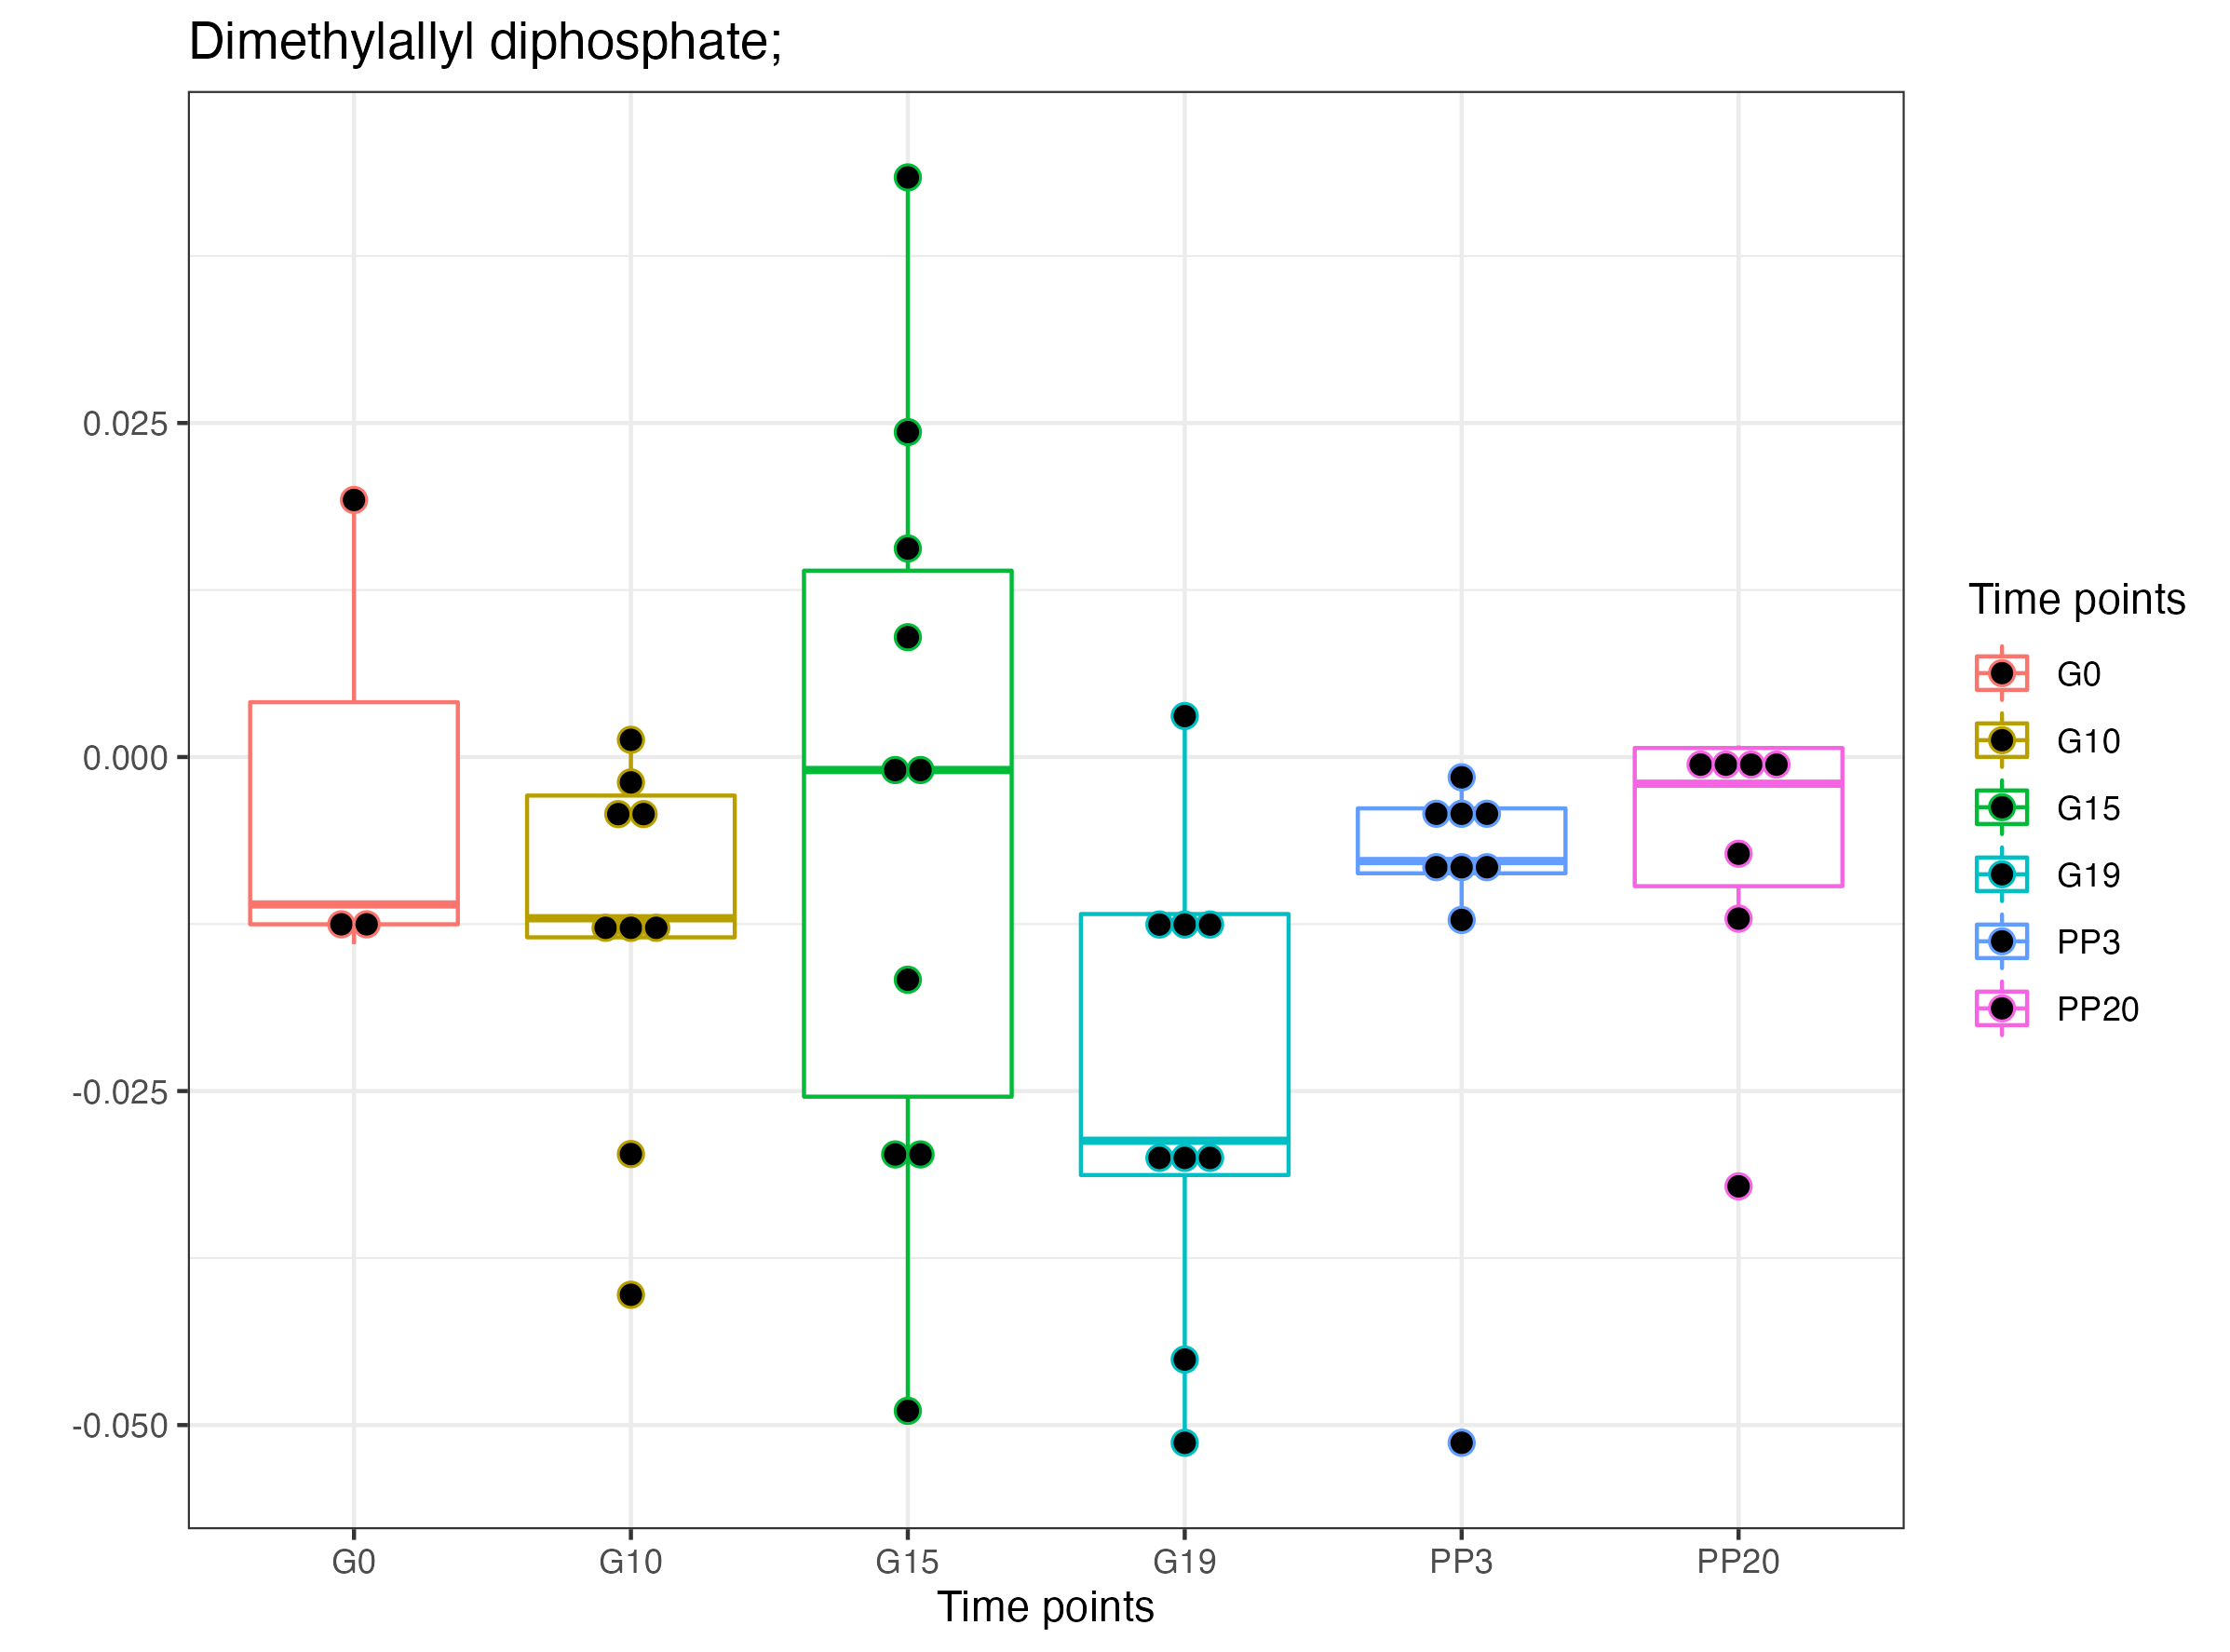 Dimethylallyl diphosphate;
0.025
0.000
-0.025
-0.050
G0 G10 G15 G19 PP3 PP20
Time points
Time points
G0
G10
G15
G19
PP3
PP20